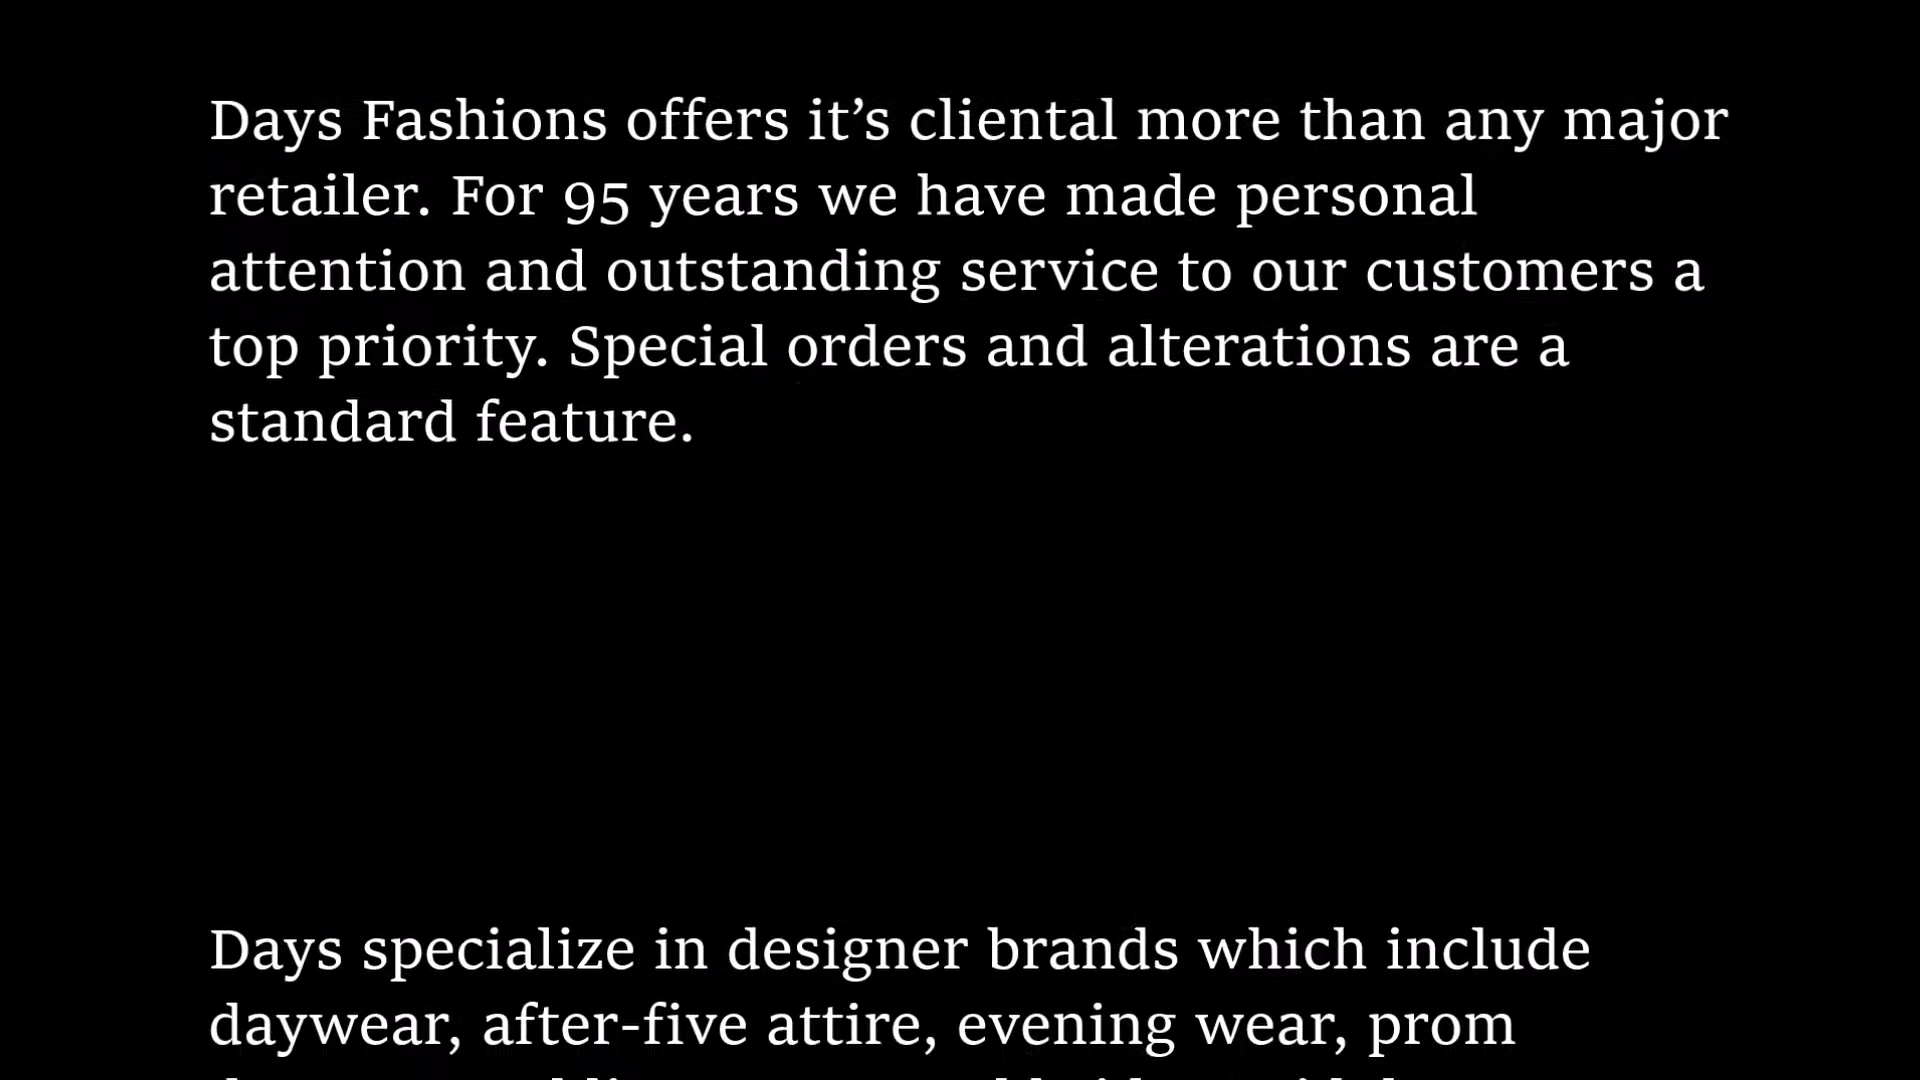 Days Fashions offers it’s cliental more than any major
retailer. For 95 years we have made personal
attention and outstanding service to our customers a
top priority. Special orders and alterations are a
standard feature.
Days specialize in designer brands which include
daywear, after-five attire, evening wear, prom